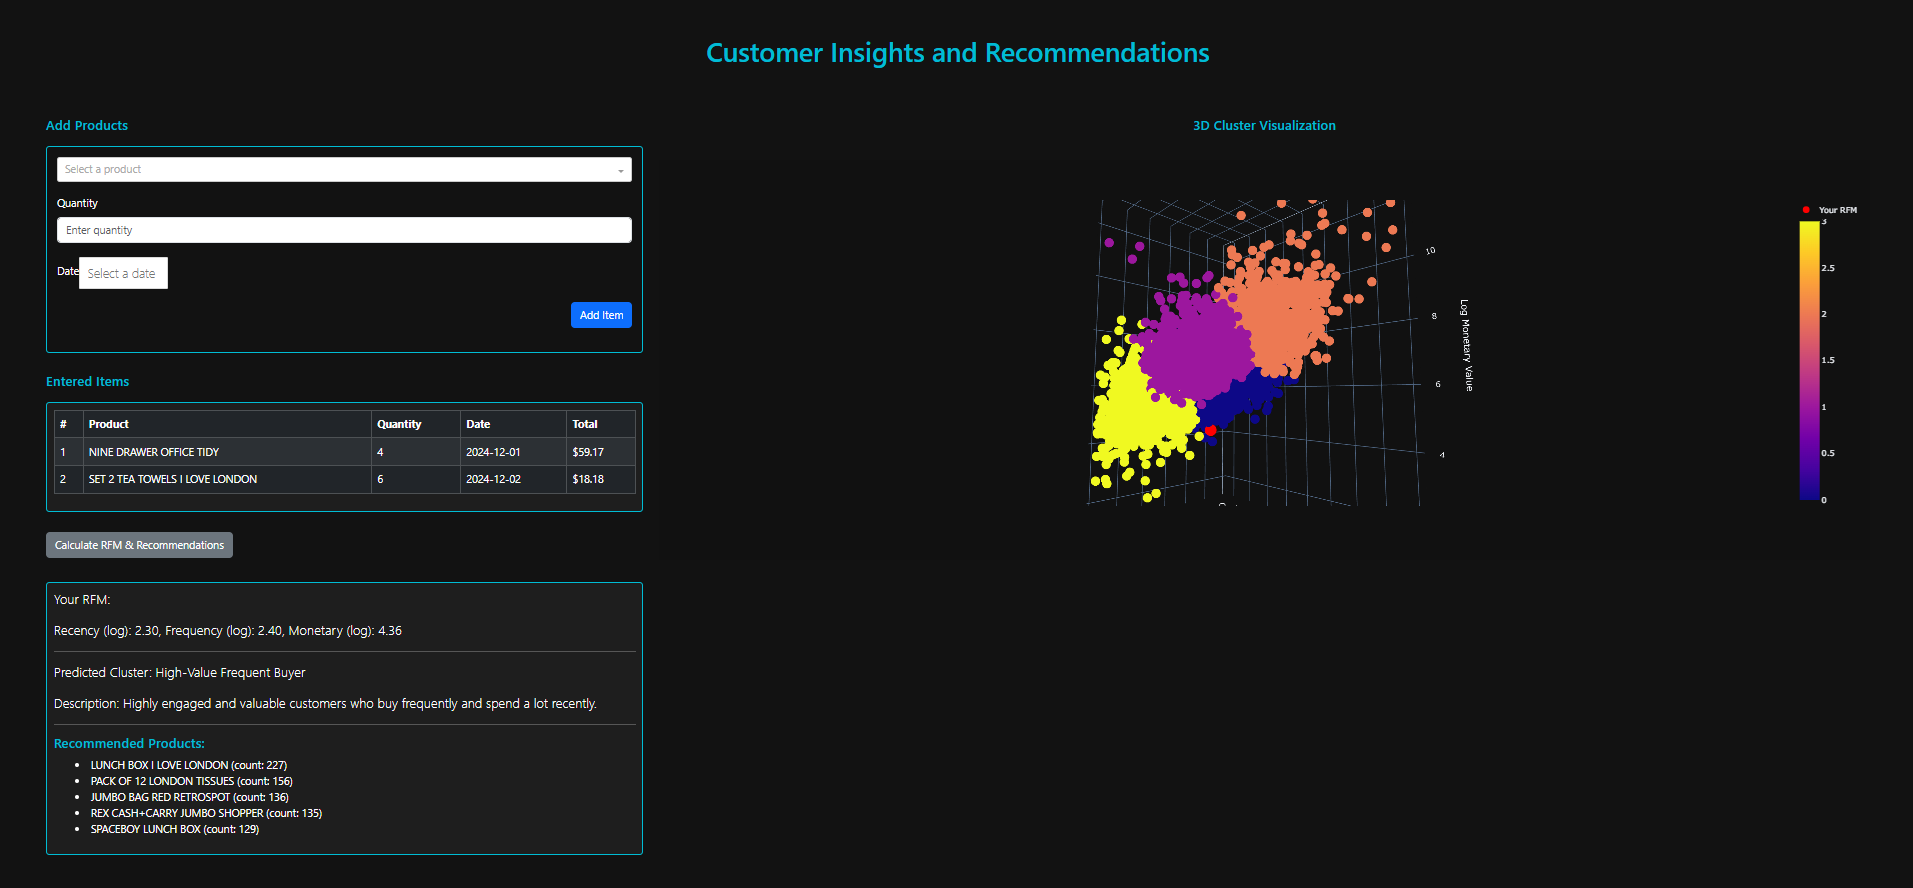 Customer Insights and Recommendations
Add Products
Select a product
Quantity
Enter quantity
Date
Select a date
Add Item
Entered Items
# Product Quantity Date Total
1 NINE DRAWER OFFICE TIDY 4 2024-12-01 $59.17
2 SET 2 TEA TOWELS I LOVE LONDON 6 2024-12-02 $18.18
Calculate RFM & Recommendations
Your RFM:
Recency (log): 2.30, Frequency (log): 2.40, Monetary (log): 4.36
Predicted Cluster: High-Value Frequent Buyer
Description: Highly engaged and valuable customers who buy frequently and spend a lot recently.
Recommended Products:
LUNCH BOX I LOVE LONDON (count: 227)
PACK OF 12 LONDON TISSUES (count: 156)
JUMBO BAG RED RETROSPOT (count: 136)
REX CASH+CARRY JUMBO SHOPPER (count: 135)
SPACEBOY LUNCH BOX (count: 129)
3D Cluster Visualization
10
8
6
4
Log Monetary Value
Your RFM
3
2.5
2
1.5
1
0.5
0